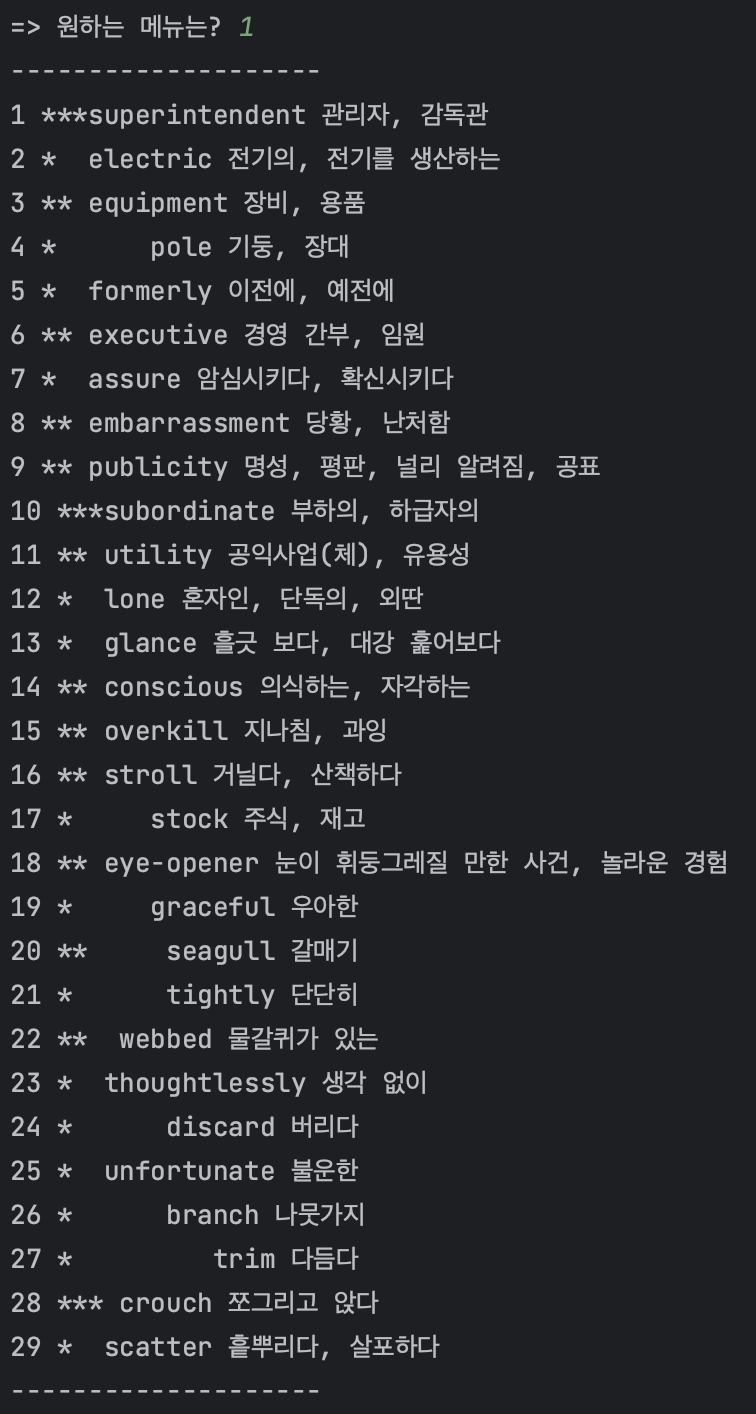 => 원하는 메뉴는? 1
--------------------
1 ***superintendent 관리자, 감독관
2 *  electric 전기의, 전기를 생산하는
3 ** equipment 장비, 용품
4 *      pole 기둥, 장대
5 *  formerly 이전에, 예전에
6 ** executive 경영 간부, 임원
7 *  assure 암심시키다, 확신시키다
8 ** embarrassment 당황, 난처함
9 ** publicity 명성, 평판, 널리 알려짐, 공표
10 ***subordinate 부하의, 하급자의
11 ** utility 공익사업(체), 유용성
12 *  lone 혼자인, 단독의, 외딴
13 *  glance 흘긋 보다, 대강 훑어보다
14 ** conscious 의식하는, 자각하는
15 ** overkill 지나침, 과잉
16 ** stroll 거닐다, 산책하다
17 *     stock 주식, 재고
18 ** eye-opener 눈이 휘둥그레질 만한 사건, 놀라운 경험
19 *     graceful 우아한
20 **     seagull 갈매기
21 *      tightly 단단히
22 **  webbed 물갈퀴가 있는
23 *  thoughtlessly 생각 없이
24 *      discard 버리다
25 *  unfortunate 불운한
26 *      branch 나뭇가지
27 *         trim 다듬다
28 *** crouch 쪼그리고 앉다
29 *  scatter 흩뿌리다, 살포하다
--------------------